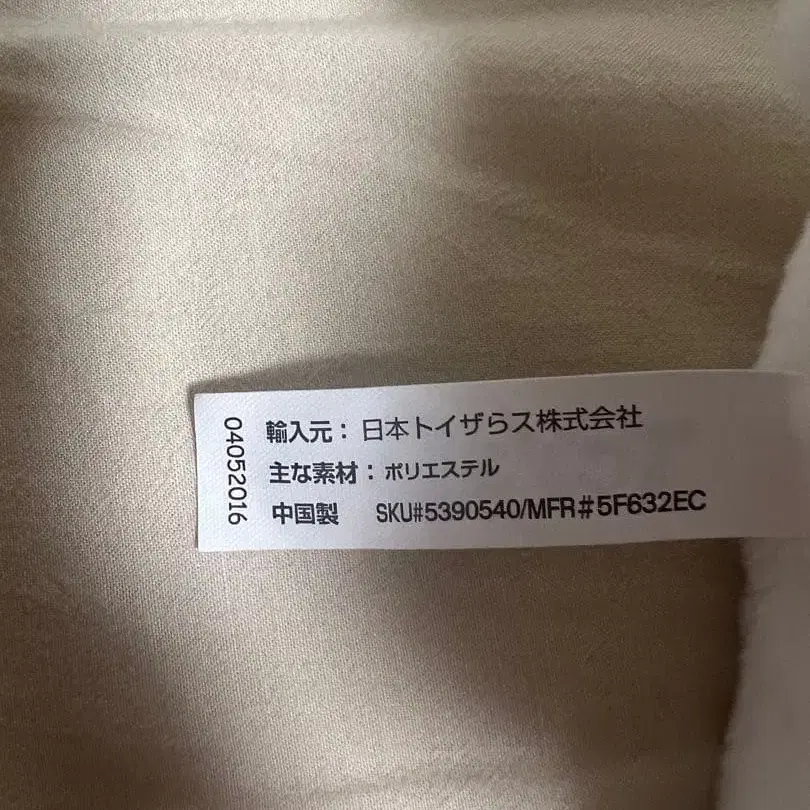 輸入元：日本トイザらス株式会社
主な素材：ポリエステル
中国製 SKU#5390540/MFR#5F632EC
04052016